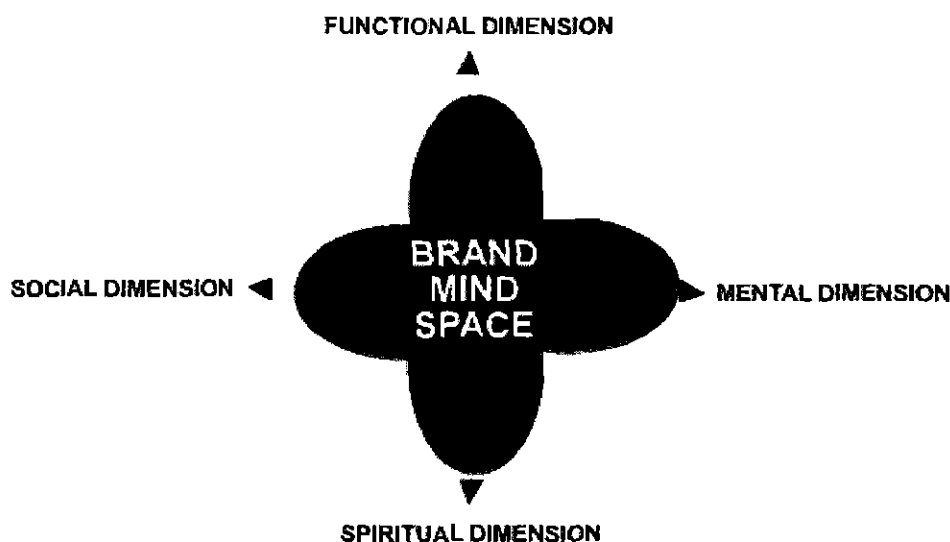 FUNCTIONAL DIMENSION
BRAND
MIND
SPACE
SOCIAL DIMENSION
MENTAL DIMENSION
SPIRITUAL DIMENSION